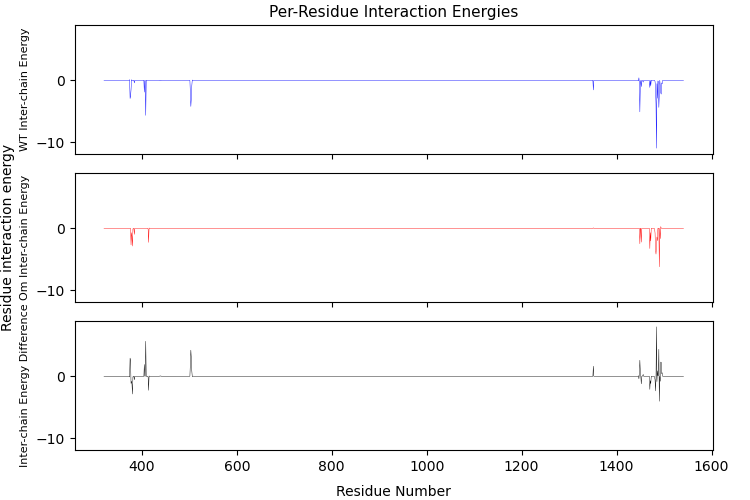 Per-Residue Interaction Energies
WT Inter-chain Energy
0
−10
Residue interaction energy
Om Inter-chain Energy
0
−10
Inter-chain Energy Difference
0
−10
400
600
800
1000
1200
1400
1600
Residue Number